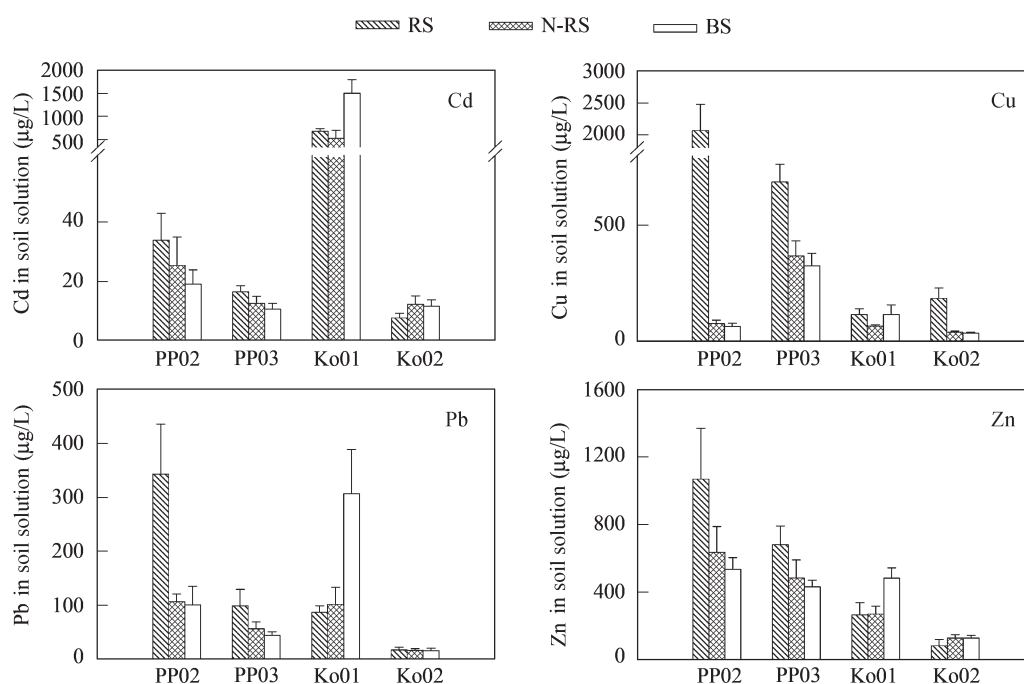 RS N-RS BS
Cd in soil solution (µg/L)
2000
1500
1000
500
40
20
0
Cd
PP02 PP03 Ko01 Ko02
Cu in soil solution (µg/L)
3000
2500
2000
500
0
Cu
PP02 PP03 Ko01 Ko02
Pb in soil solution (µg/L)
500
400
300
200
100
0
Pb
PP02 PP03 Ko01 Ko02
Zn in soil solution (µg/L)
1600
1200
800
400
0
Zn
PP02 PP03 Ko01 Ko02